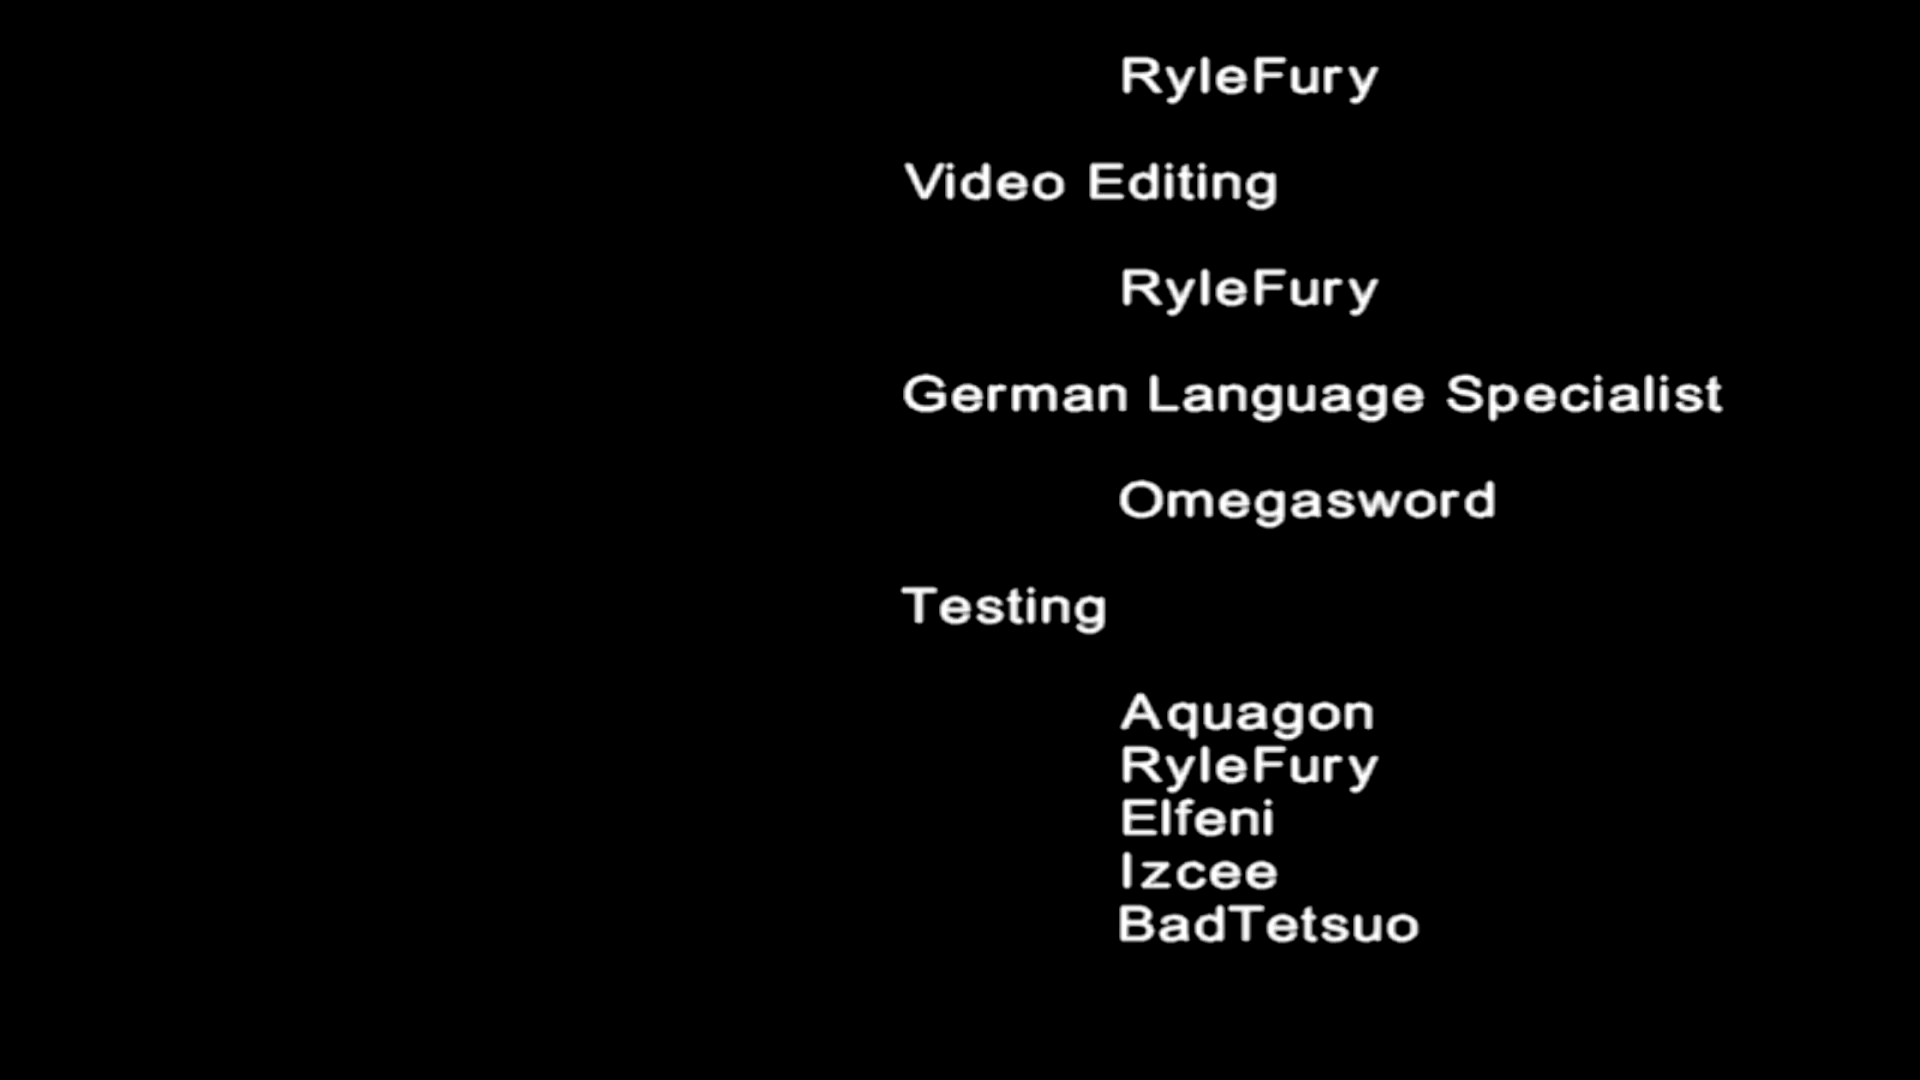 RyleFury
Video Editing
RyleFury
German Language Specialist
Omegasword
Testing
Aquagon
RyleFury
Elfeni
Izcee
BadTetsuo